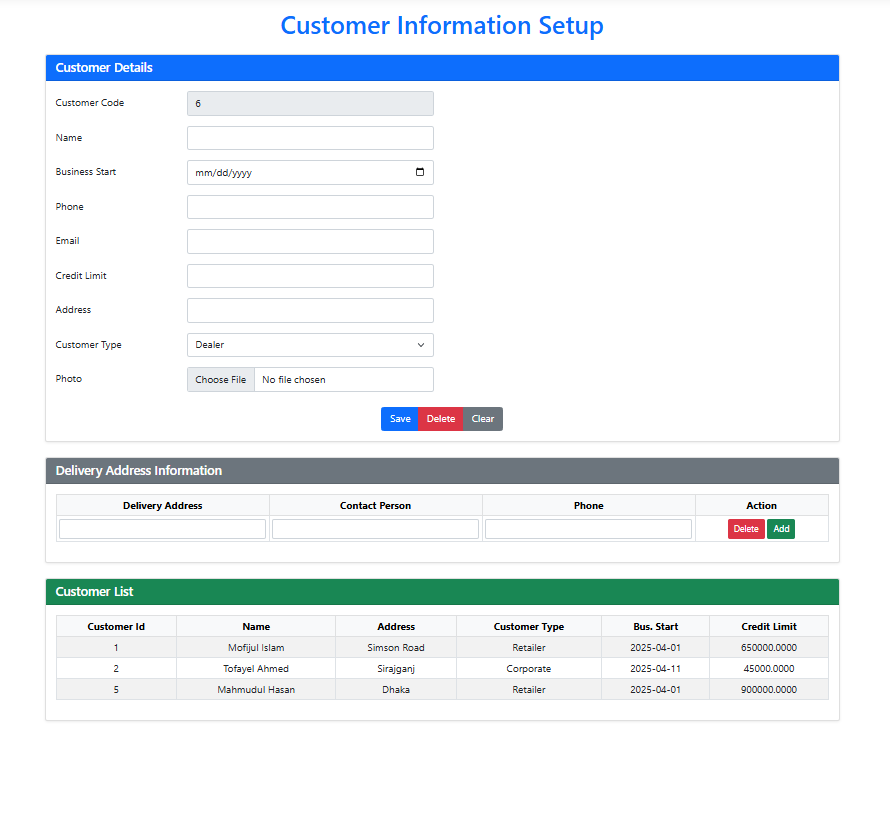 Customer Information Setup
Customer Details
Customer Code 6
Name
Business Start mm/dd/yyyy
Phone
Email
Credit Limit
Address
Customer Type Dealer
Photo Choose File No file chosen
Save Delete Clear
Delivery Address Information
Delivery Address Contact Person Phone Action
Delete Add
Customer List
Customer Id Name Address Customer Type Bus. Start Credit Limit
1 Mofijul Islam Simson Road Retailer 2025-04-01 650000.0000
2 Tofayel Ahmed Sirajganj Corporate 2025-04-11 45000.0000
5 Mahmudul Hasan Dhaka Retailer 2025-04-01 900000.0000